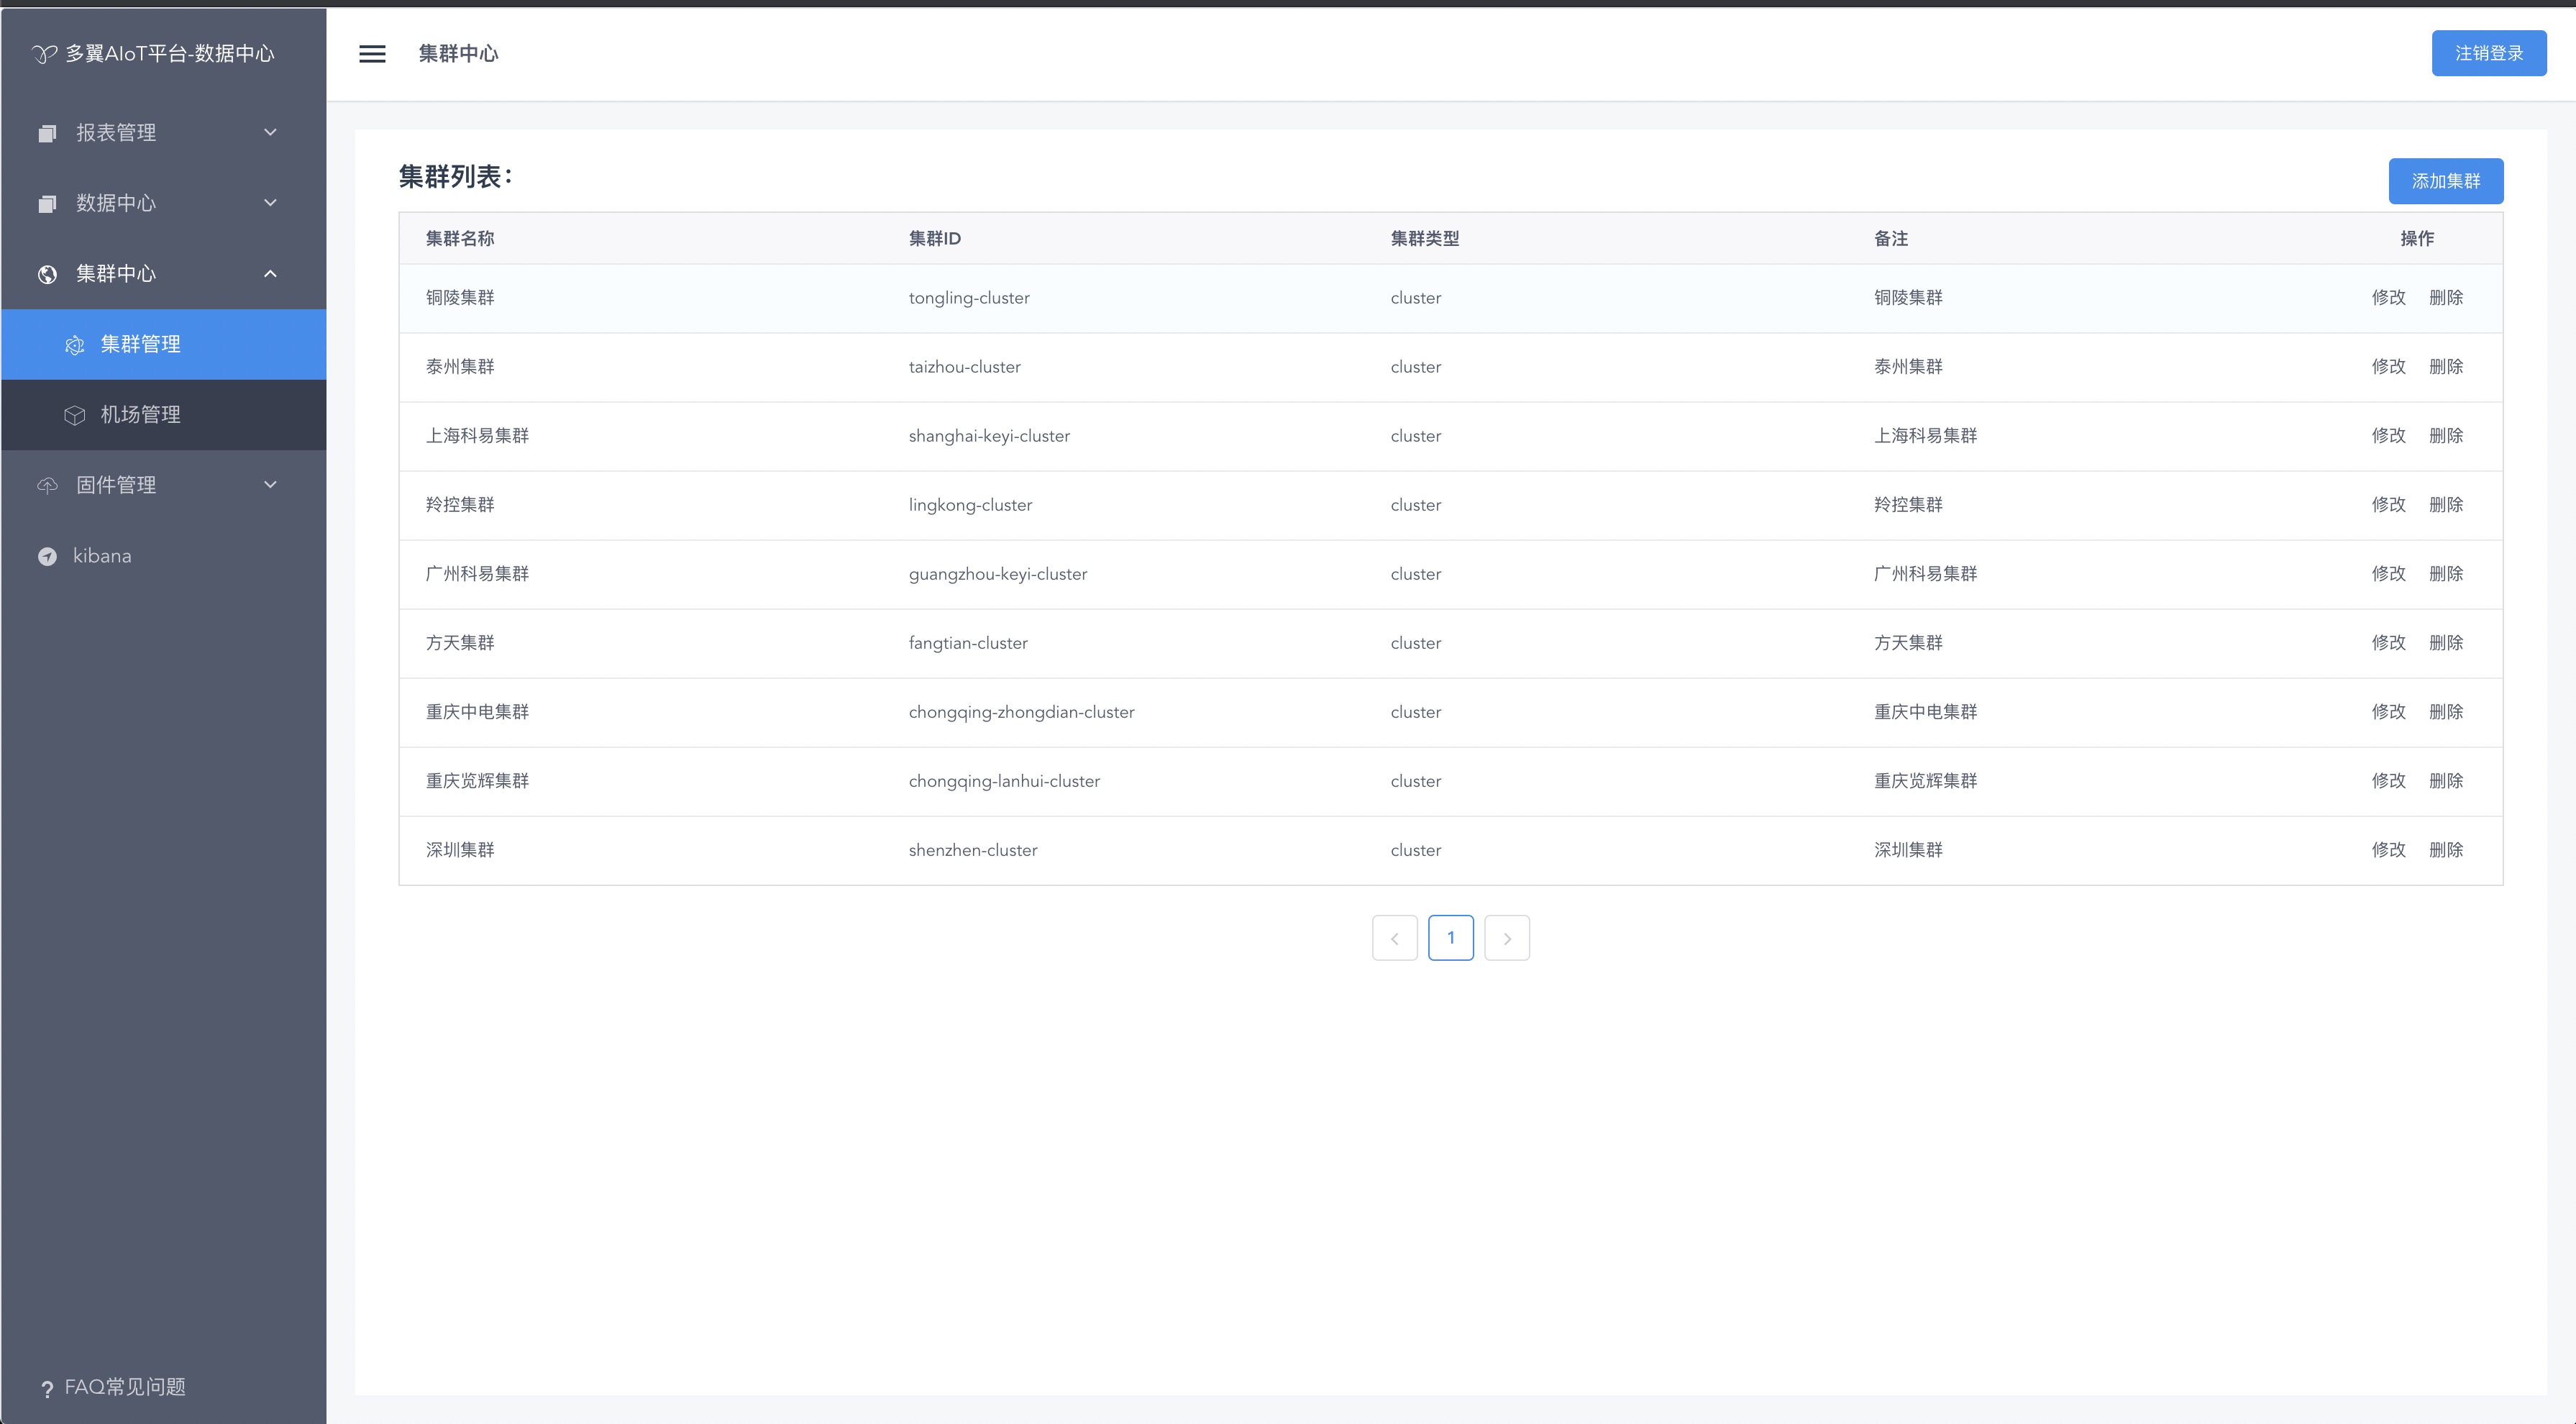 多翼AIoT平台-数据中心
报表管理
数据中心
集群中心
集群管理
机场管理
固件管理
kibana
? FAQ常见问题
集群中心
注销登录
集群列表：
添加集群
集群名称 集群ID 集群类型 备注 操作
铜陵集群 tongling-cluster cluster 铜陵集群 修改 删除
泰州集群 taizhou-cluster cluster 泰州集群 修改 删除
上海科易集群 shanghai-keyi-cluster cluster 上海科易集群 修改 删除
羚控集群 lingkong-cluster cluster 羚控集群 修改 删除
广州科易集群 guangzhou-keyi-cluster cluster 广州科易集群 修改 删除
方天集群 fangtian-cluster cluster 方天集群 修改 删除
重庆中电集群 chongqing-zhongdian-cluster cluster 重庆中电集群 修改 删除
重庆览辉集群 chongqing-lanhui-cluster cluster 重庆览辉集群 修改 删除
深圳集群 shenzhen-cluster cluster 深圳集群 修改 删除
1